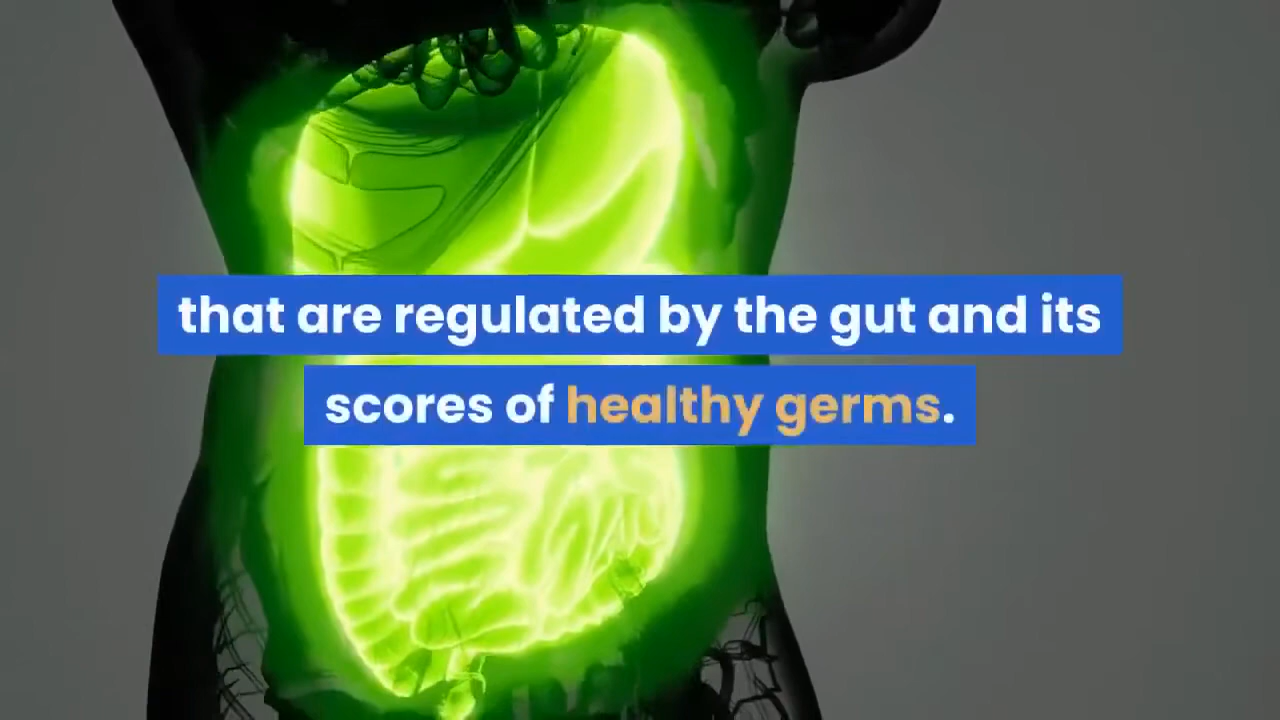 that are regulated by the gut and its
scores of healthy germs.